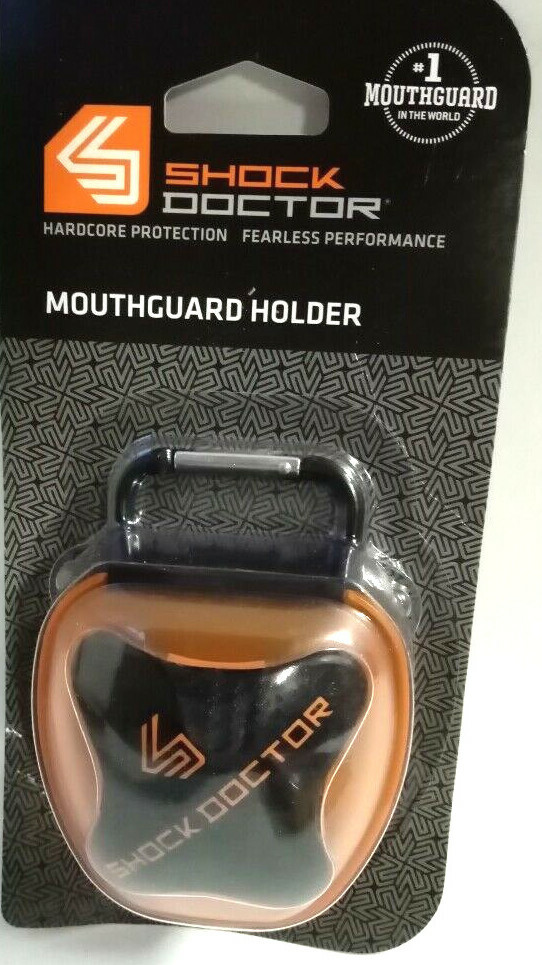 #1
MOUTHGUARD
IN THE WORLD
SHOCK
DOCTOR
HARDCORE PROTECTION FEARLESS PERFORMANCE
MOUTHGUARD HOLDER
SHOCK DOCTOR